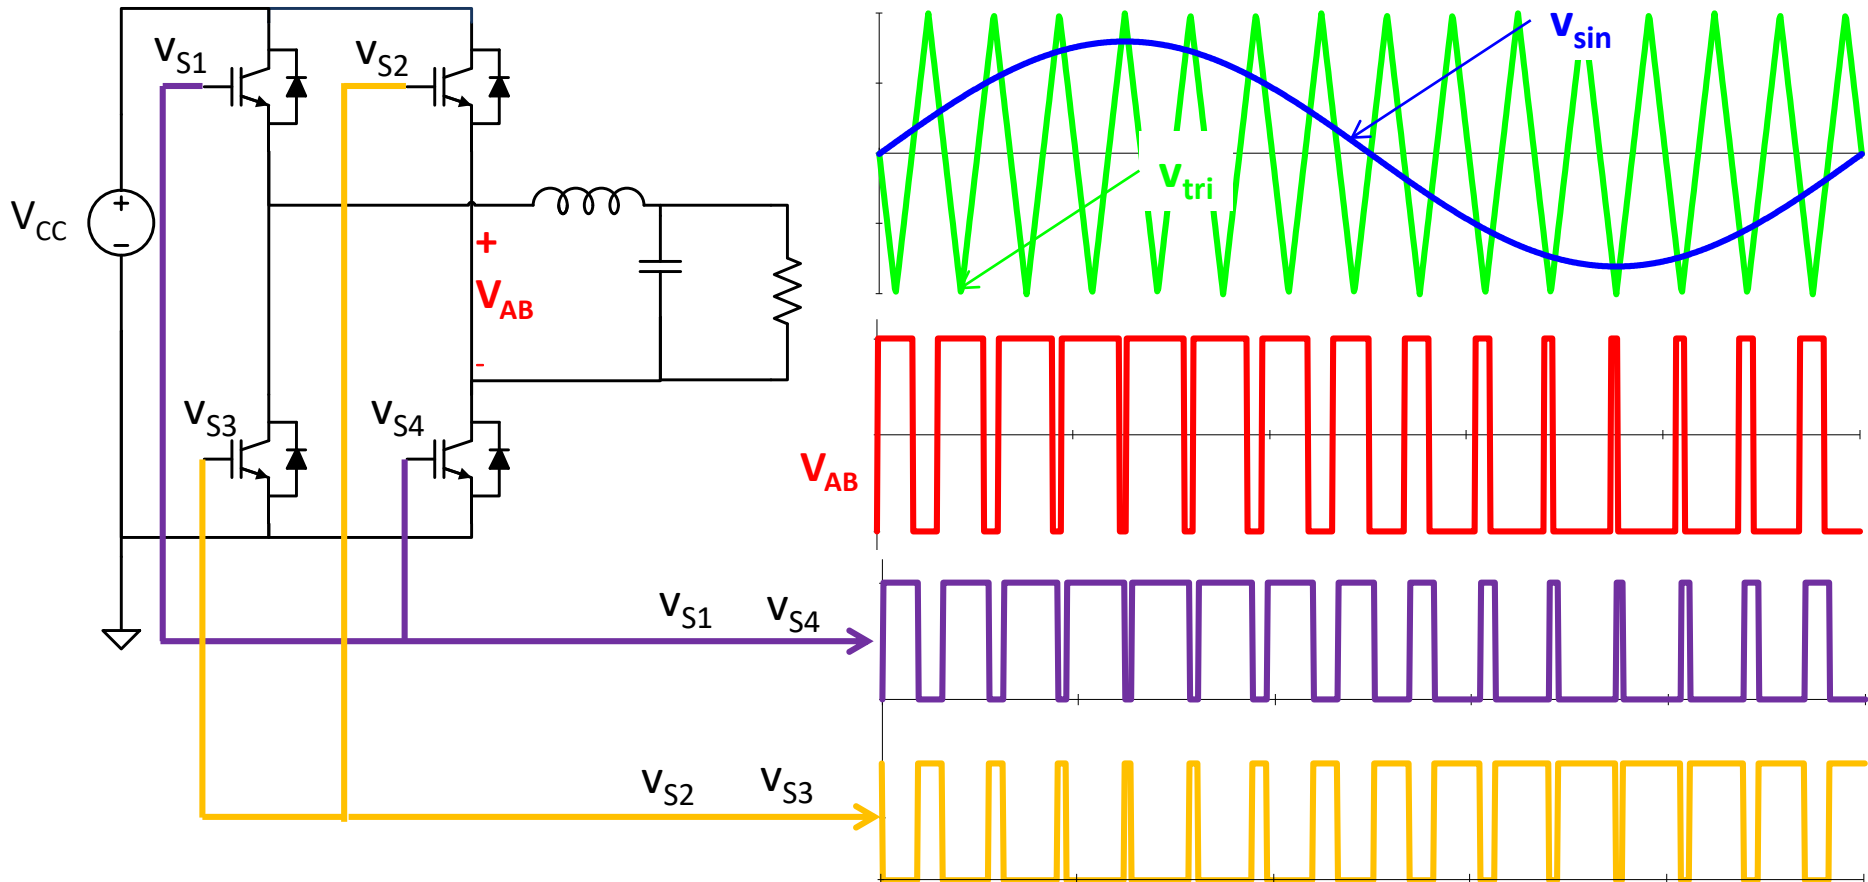 vS1
vS2
vsin
vtri
VCC
+
−
+
VAB
-
vS3
vS4
VAB
vS1 vS4
vS2 vS3